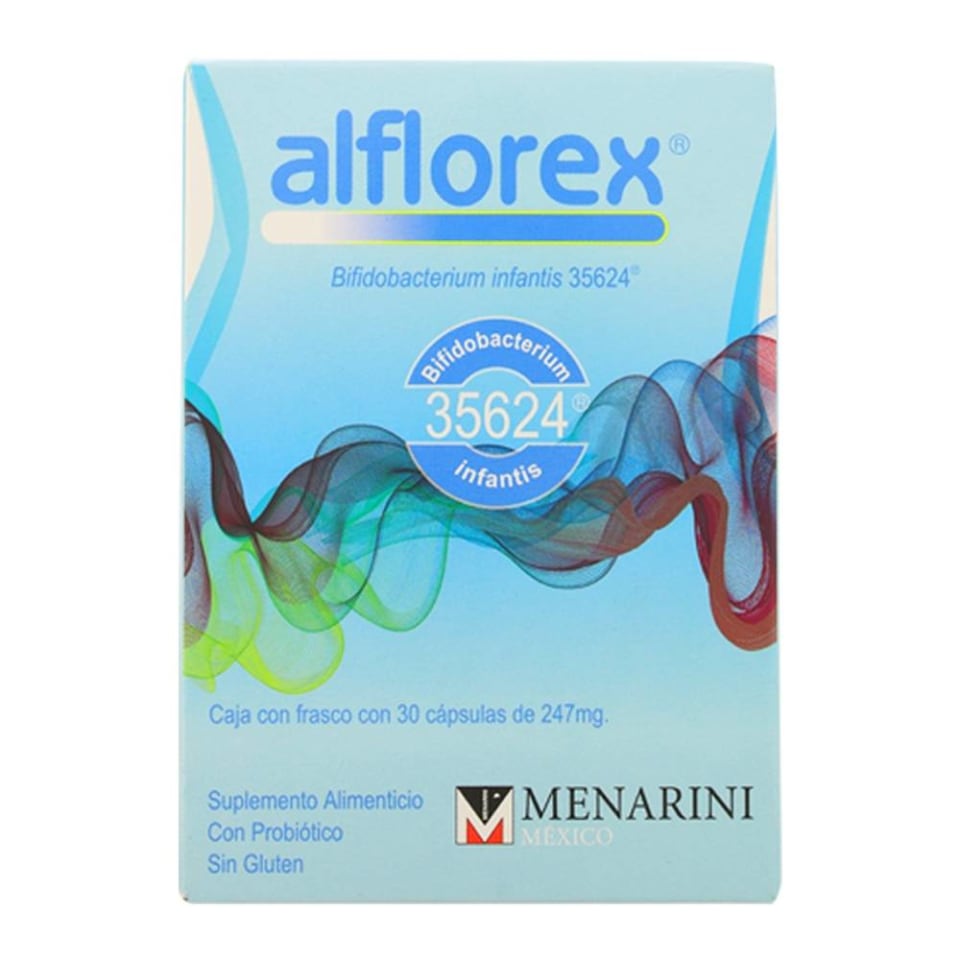 alflorex®
Bifidobacterium infantis 35624®
Bifidobacterium
35624®
infantis
Caja con frasco con 30 cápsulas de 247mg.
Suplemento Alimenticio
Con Probiótico
Sin Gluten
MENARINI
MÉXICO